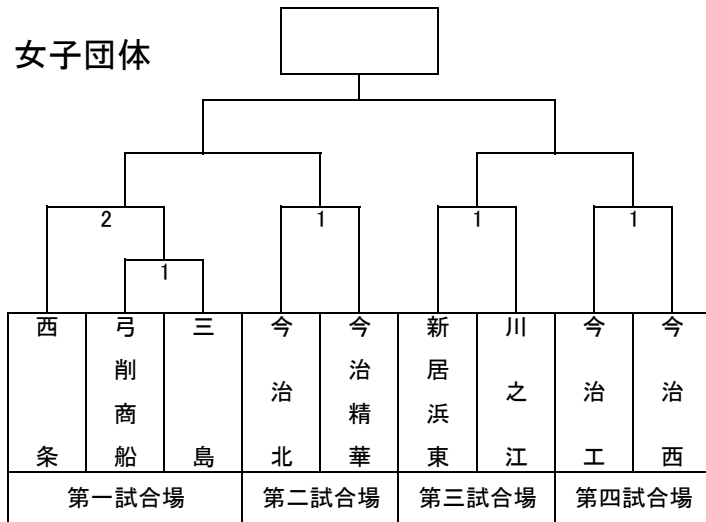 女子団体
2
1
1
1
1
西条
弓削商船
三島
今治北
今治精華
新居浜東
川之江
今治工
今治西
第一試合場
第二試合場
第三試合場
第四試合場